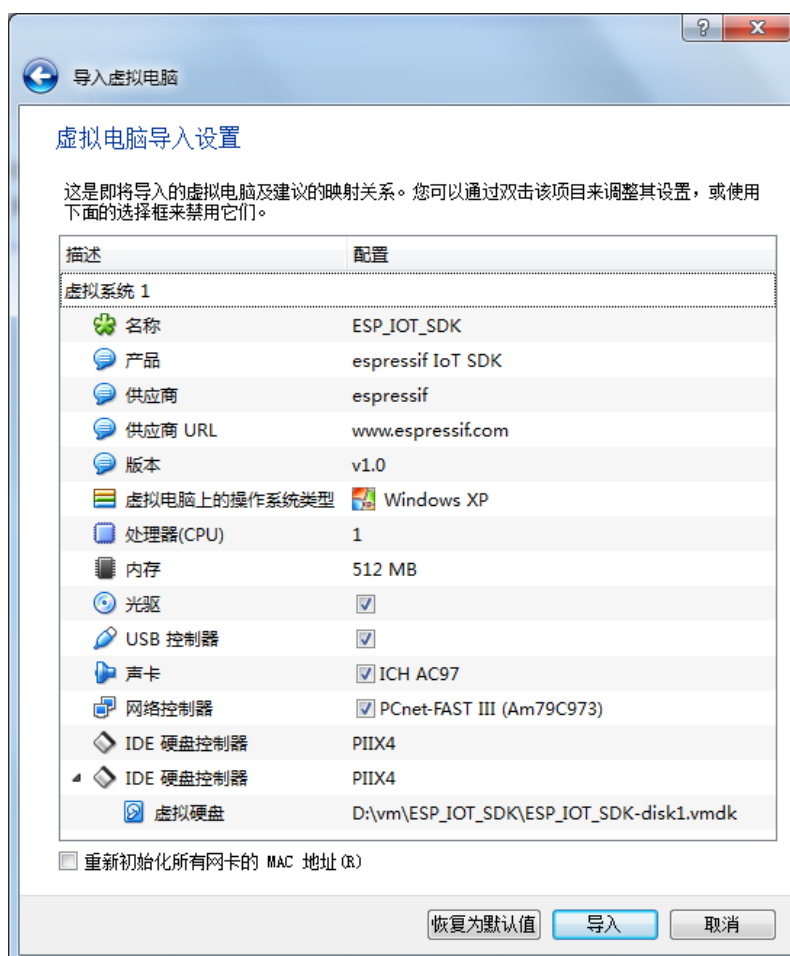 导入虚拟电脑
虚拟电脑导入设置
这是即将导入的虚拟电脑及建议的映射关系。您可以通过双击该项目来调整其设置，或使用
下面的选择框来禁用它们。
描述 配置
虚拟系统 1
名称 ESP_IOT_SDK
产品 espressif IoT SDK
供应商 espressif
供应商 URL www.espressif.com
版本 v1.0
虚拟电脑上的操作系统类型 Windows XP
处理器(CPU) 1
内存 512 MB
光驱
USB 控制器
声卡 ICH AC97
网络控制器 PCnet-FAST III (Am79C973)
IDE 硬盘控制器 PIIX4
IDE 硬盘控制器 PIIX4
虚拟硬盘 D:\vm\ESP_IOT_SDK\ESP_IOT_SDK-disk1.vmdk
重新初始化所有网卡的 MAC 地址(R)
恢复为默认值 导入 取消